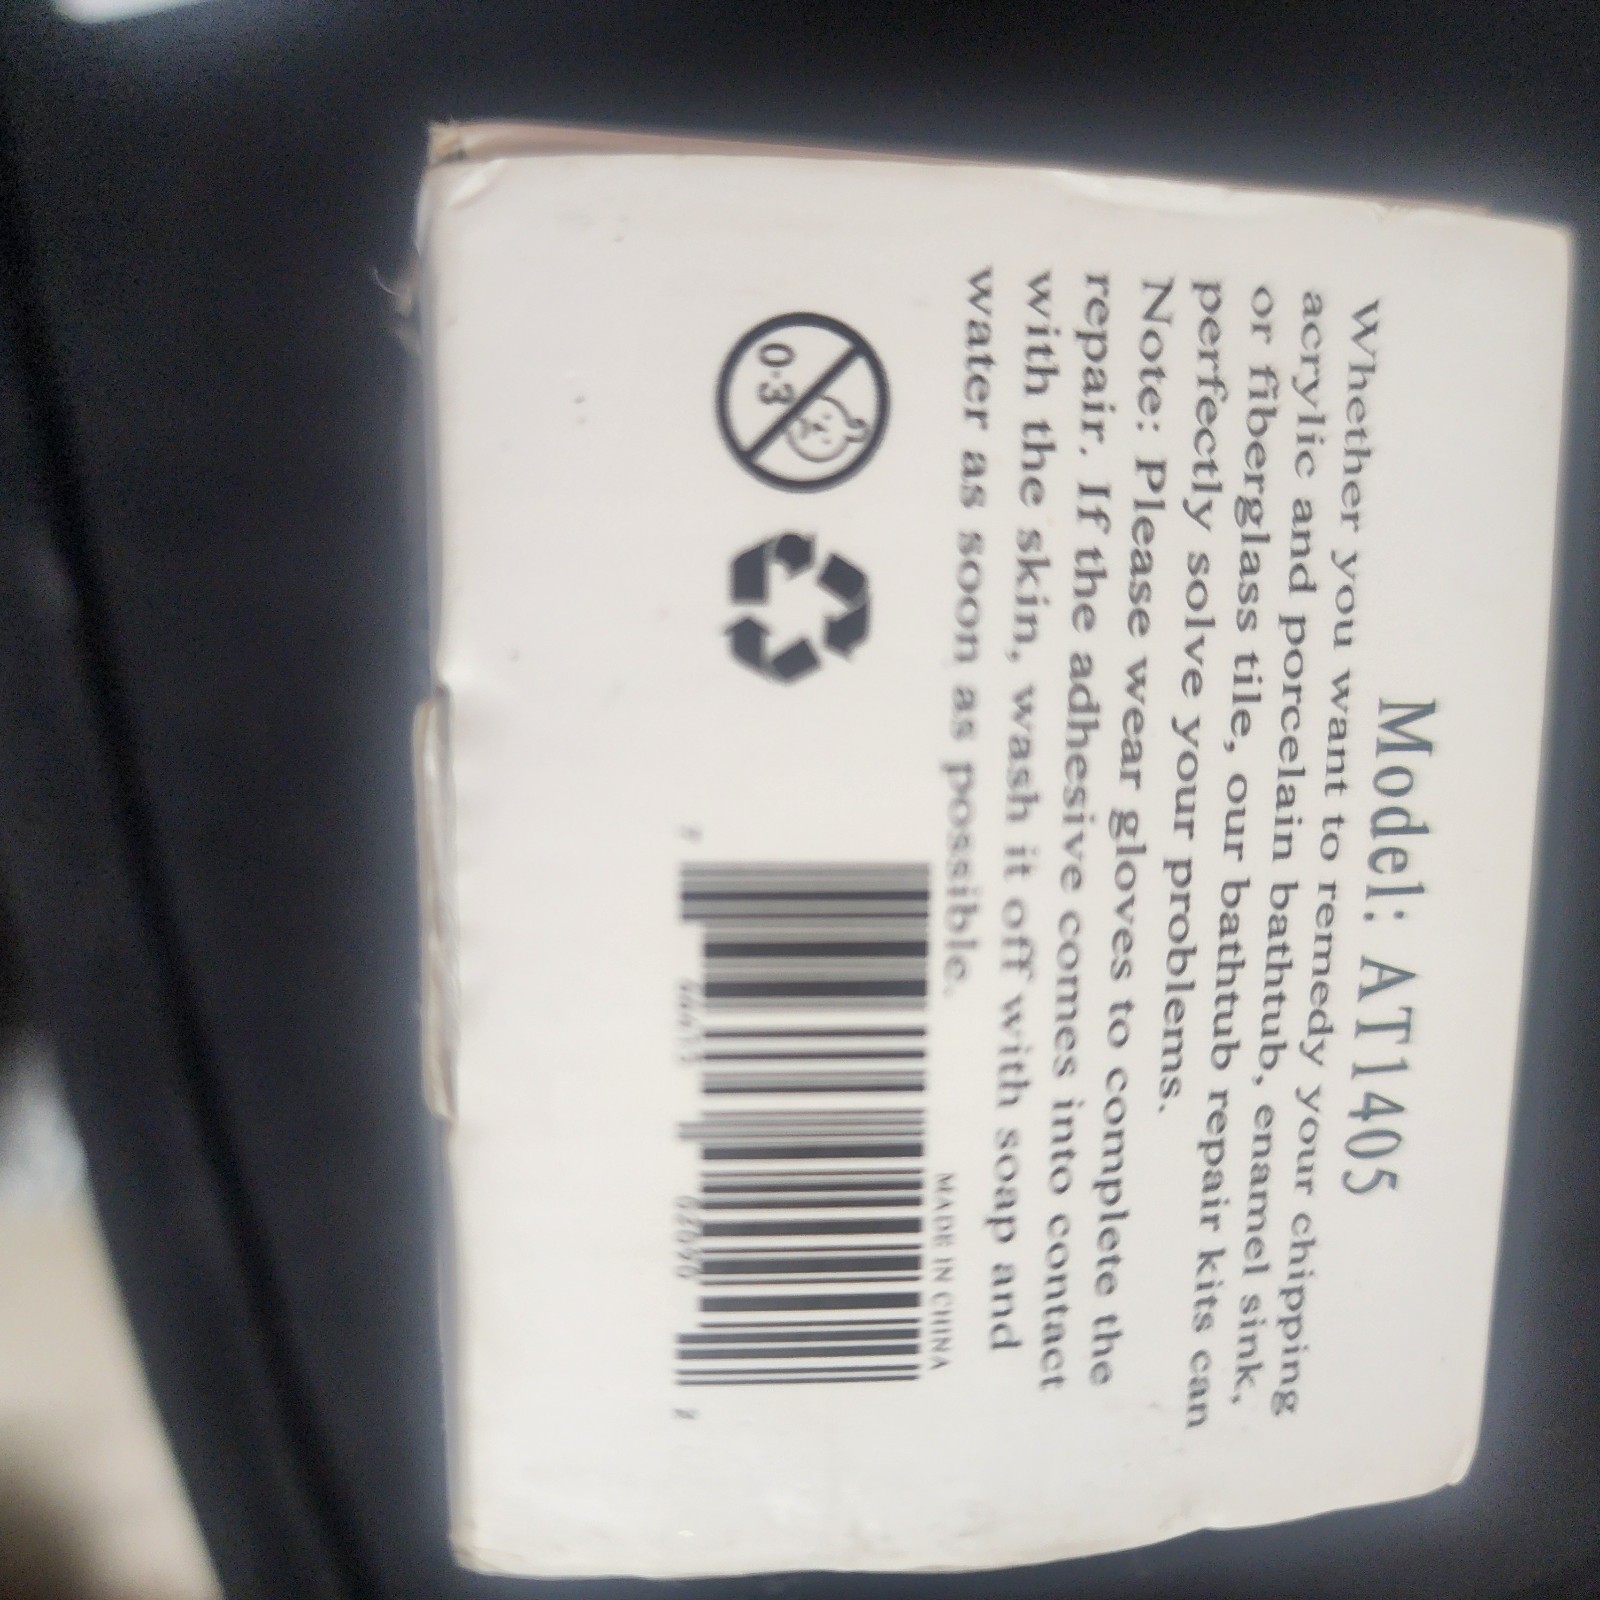 Model: AT1405
Whether you want to remedy your chipping
acrylic and porcelain bathtub, enamel sink,
or fiberglass tile, our bathtub repair kits can
perfectly solve your problems.
Note: Please wear gloves to complete the
repair. If the adhesive comes into contact
with the skin, wash it off with soap and
water as soon as possible.
0-3
MADE IN CHINA